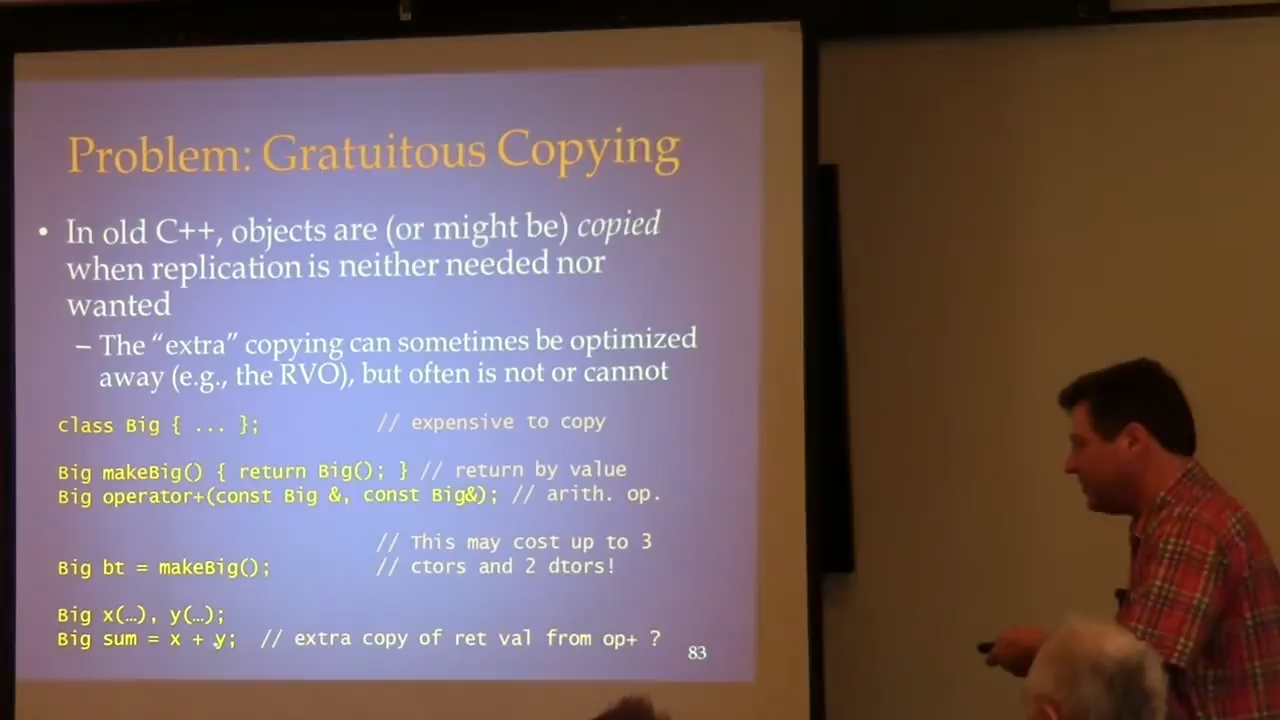 Problem: Gratuitous Copying
• In old C++, objects are (or might be) copied
when replication is neither needed nor
wanted
– The “extra” copying can sometimes be optimized
away (e.g., the RVO), but often is not or cannot
class Big { ... }; // expensive to copy
Big makeBig() { return Big(); } // return by value
Big operator+(const Big &, const Big&); // arith. op.
// This may cost up to 3
Big bt = makeBig(); // ctors and 2 dtors!
Big x(…), y(…);
Big sum = x + y; // extra copy of ret val from op+ ?
83